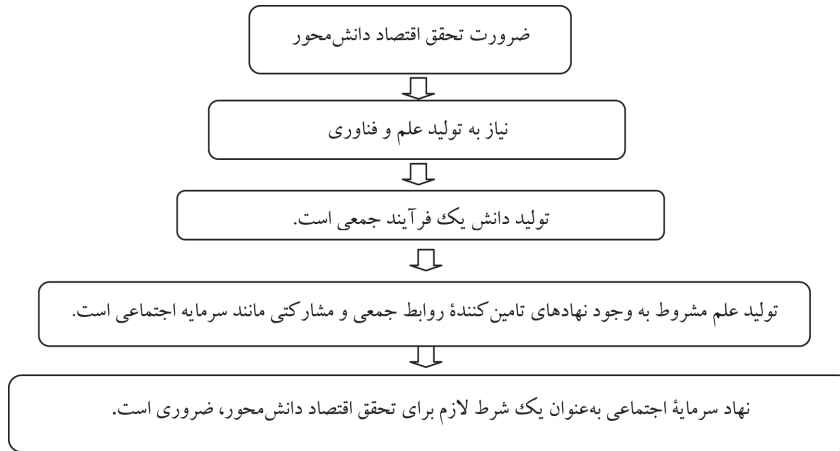 ضرورت تحقق اقتصاد دانش‌محور
نیاز به تولید علم و فناوری
تولید دانش یک فرآیند جمعی است.
تولید علم مشروط به وجود نهادهای تامین‌کنندۀ روابط جمعی و مشارکتی مانند سرمایه اجتماعی است.
نهاد سرمایۀ اجتماعی به‌عنوان یک شرط لازم برای تحقق اقتصاد دانش‌محور، ضروری است.